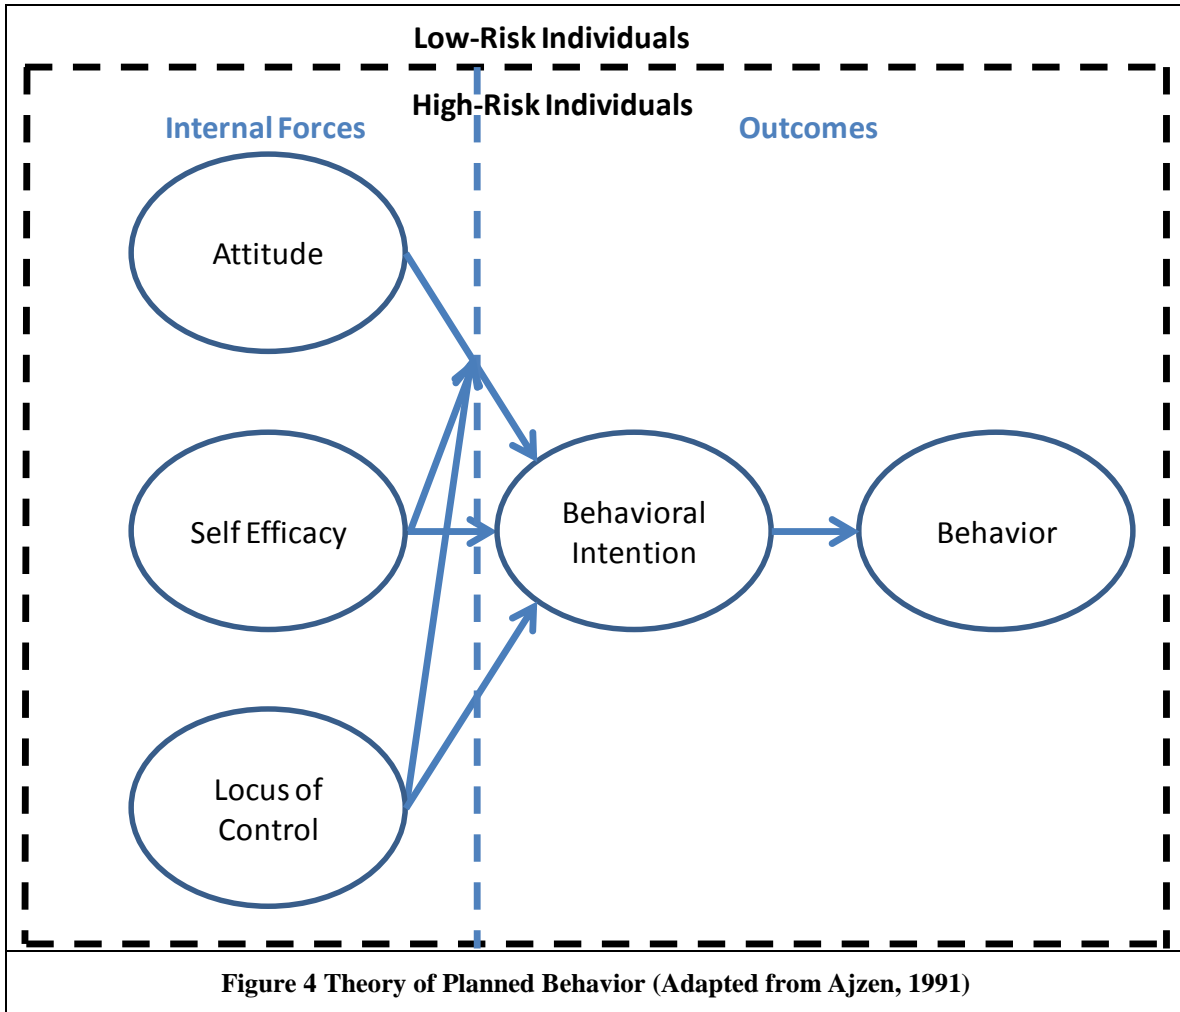 Low-Risk Individuals
High-Risk Individuals
Internal Forces
Outcomes
Attitude
Self Efficacy
Behavioral
Intention
Behavior
Locus of
Control
Figure 4 Theory of Planned Behavior (Adapted from Ajzen, 1991)